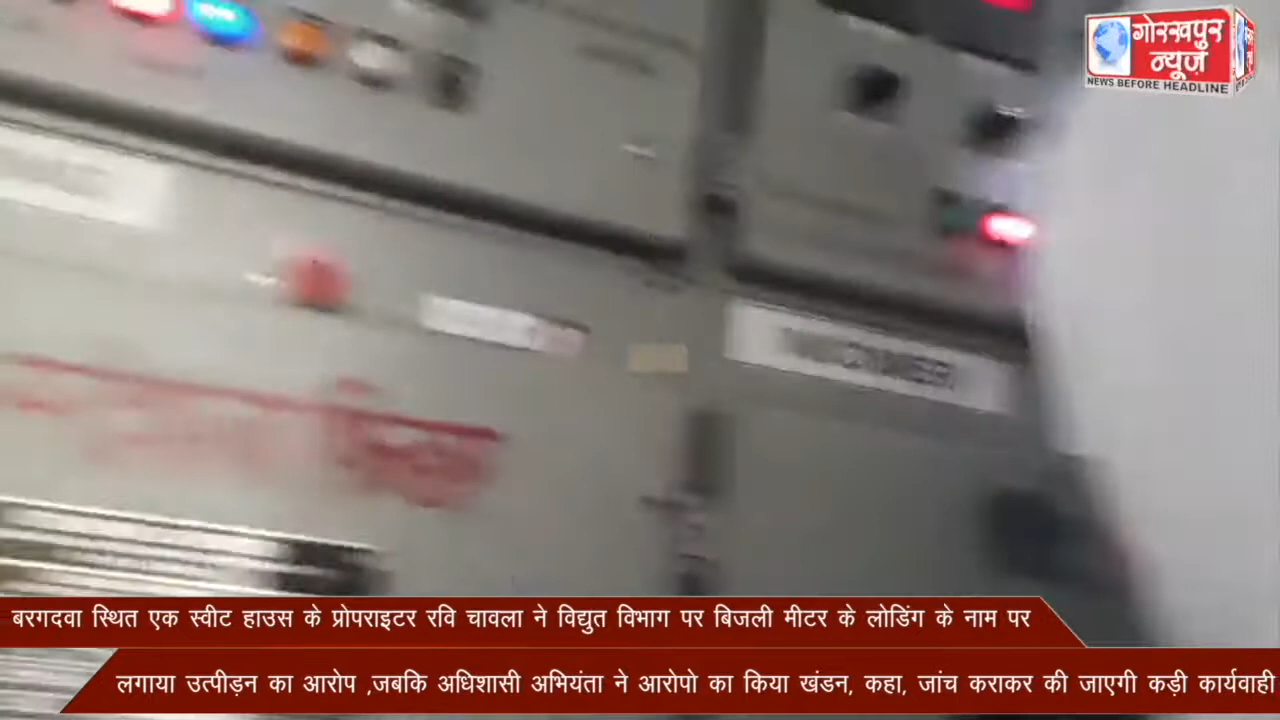 गोरखपुर
न्यूज़
NEWS BEFORE HEADLINE
बरगदवा स्थित एक स्वीट हाउस के प्रोपराइटर रवि चावला ने विद्युत विभाग पर बिजली मीटर के लोडिंग के नाम पर
लगाया उत्पीड़न का आरोप ,जबकि अधिशासी अभियंता ने आरोपो का किया खंडन, कहा, जांच कराकर की जाएगी कड़ी कार्यवाही